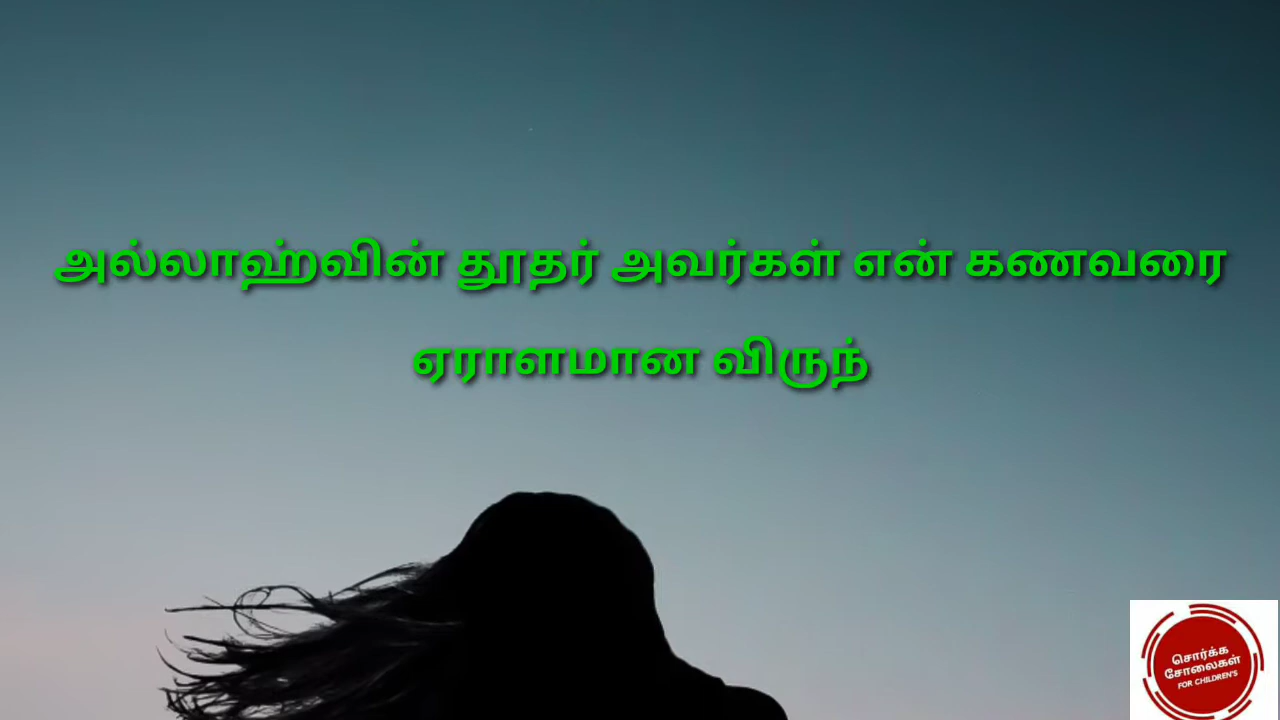 அல்லாஹ்வின் தூதர் அவர்கள் என் கணவரை
ஏராளமான விருந்
சொர்க்க
சோலைகள்
FOR CHILDREN'S